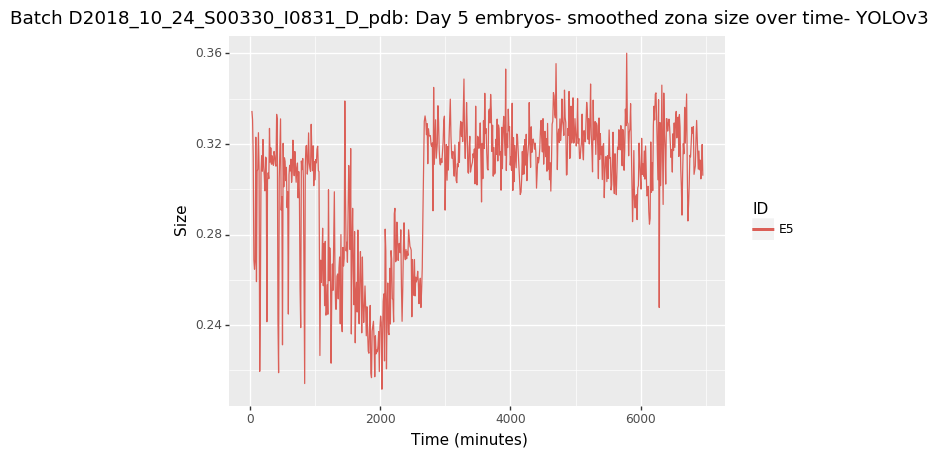 Batch D2018_10_24_S00330_I0831_D_pdb: Day 5 embryos- smoothed zona size over time- YOLOv3
0.36
0.32
0.28
0.24
Size
0
2000
4000
6000
Time (minutes)
ID
E5